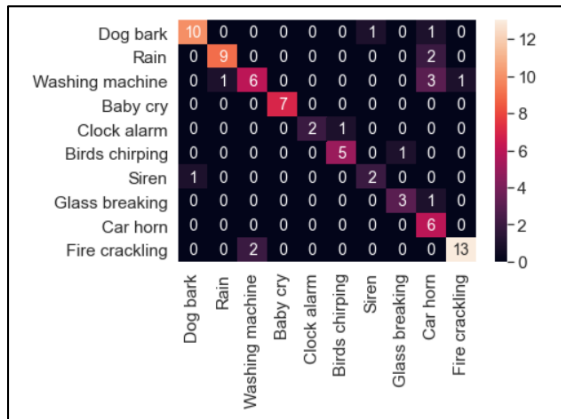 Dog bark 10 0 0 0 0 0 1 0 1 0
Rain 0 9 0 0 0 0 0 0 2 0
Washing machine 0 1 6 0 0 0 0 0 3 1
Baby cry 0 0 0 7 0 0 0 0 0 0
Clock alarm 0 0 0 0 2 1 0 0 0 0
Birds chirping 0 0 0 0 0 5 0 1 0 0
Siren 1 0 0 0 0 0 2 0 0 0
Glass breaking 0 0 0 0 0 0 0 3 1 0
Car horn 0 0 0 0 0 0 0 0 6 0
Fire crackling 0 0 2 0 0 0 0 0 0 13
Dog bark
Rain
Washing machine
Baby cry
Clock alarm
Birds chirping
Siren
Glass breaking
Car horn
Fire crackling
12
10
8
6
4
2
0